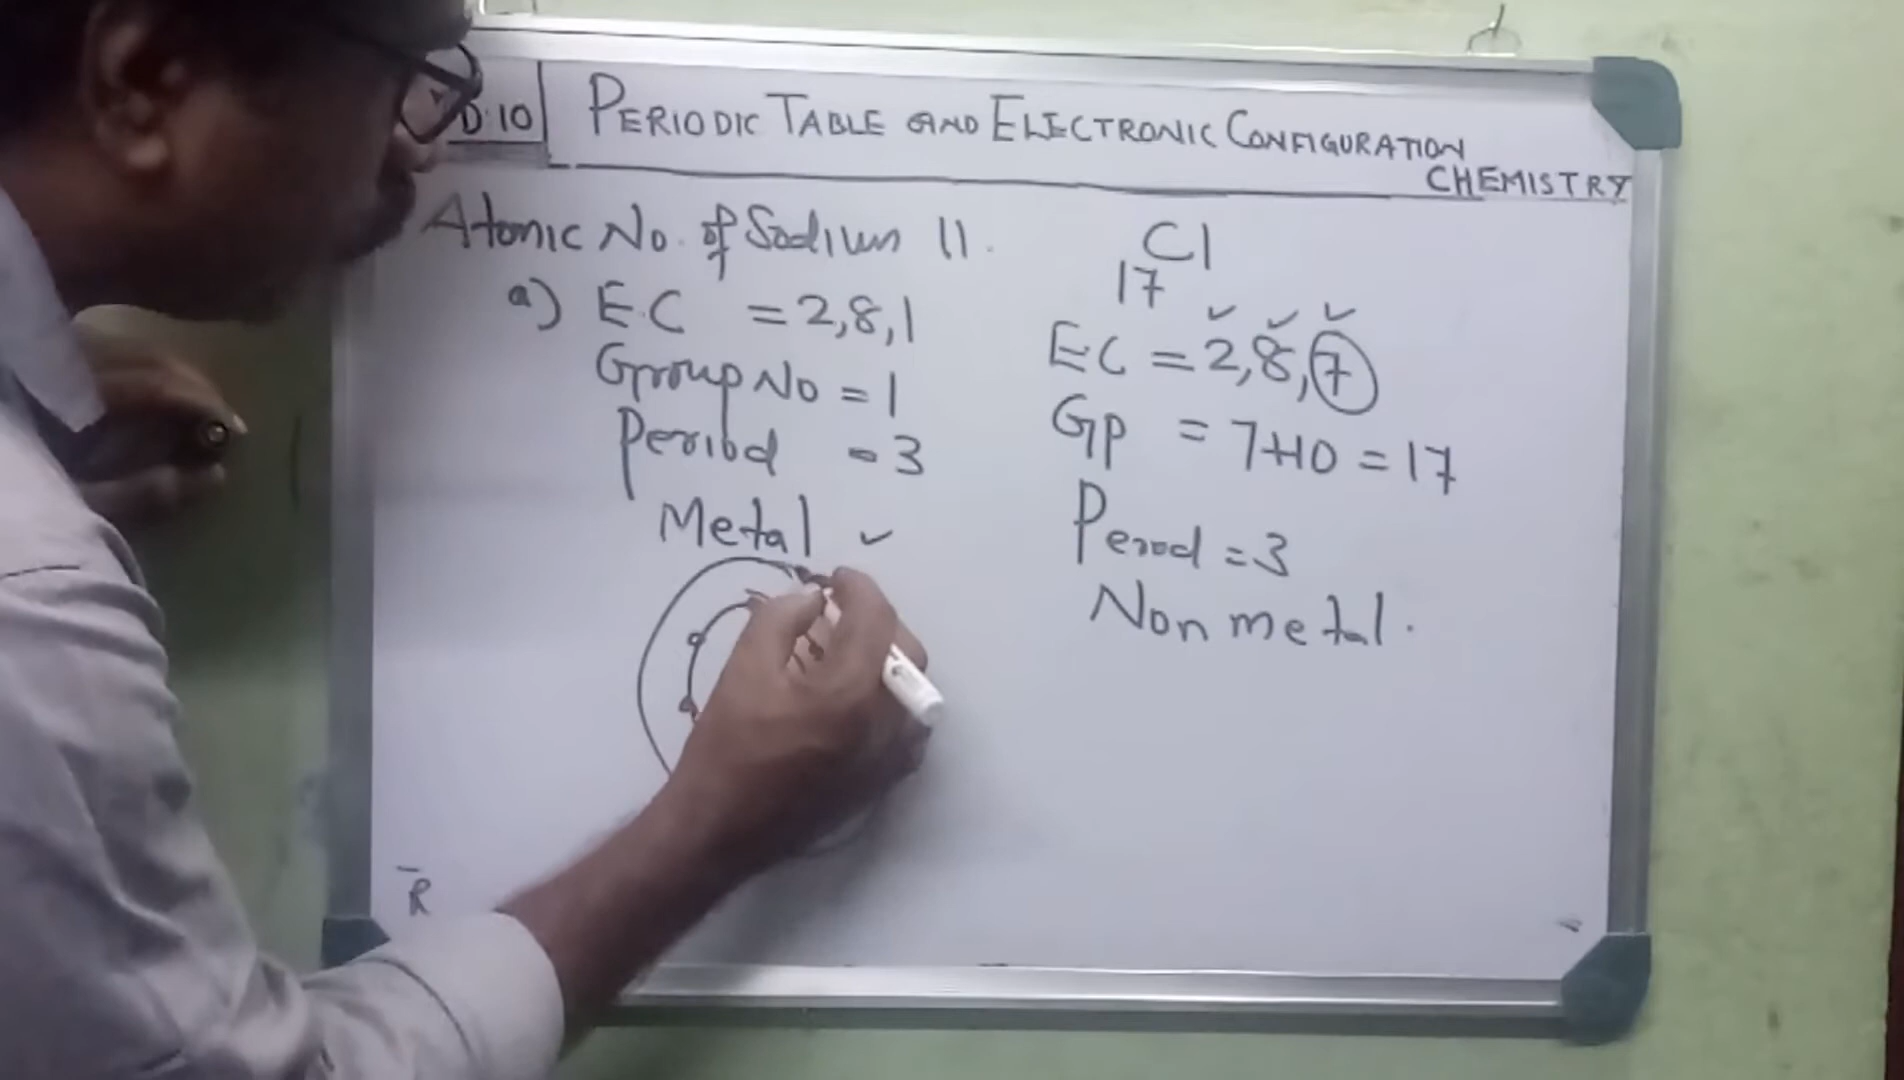 D.10
PERIODIC TABLE AND ELECTRONIC CONFIGURATION
CHEMISTRY
Atomic No. of Sodium 11.
a) E.C = 2,8,1
Group No = 1
Period = 3
Metal ✓
Cl
17
EC = 2,8,7
GP = 7+10 = 17
Period = 3
Non metal.
R